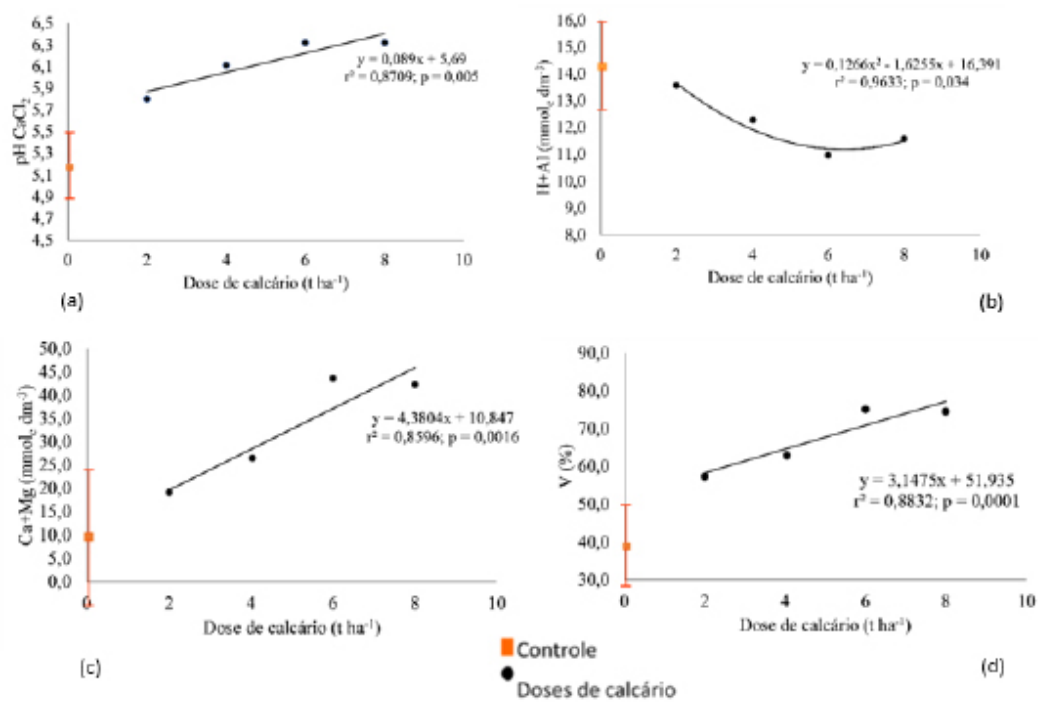 6,5
6,3
6,1
5,9
5,7
5,5
5,3
5,1
4,9
4,7
4,5
pH CaCl₂
y = 0,089x + 5,69
r² = 0,8709; p = 0,005
0 2 4 6 8 10
Dose de calcário (t ha⁻¹)
(a)
16,0
15,0
14,0
13,0
12,0
11,0
10,0
9,0
8,0
H+Al (mmolc dm⁻³)
y = 0,1266x² - 1,6255x + 16,391
r² = 0,9633; p = 0,034
0 2 4 6 8 10
Dose de calcário (t ha⁻¹)
(b)
50,0
45,0
40,0
35,0
30,0
25,0
20,0
15,0
10,0
5,0
0,0
Ca+Mg (mmolc dm⁻³)
y = 4,3804x + 10,847
r² = 0,8596; p = 0,0016
0 2 4 6 8 10
Dose de calcário (t ha⁻¹)
(c)
90,0
80,0
70,0
60,0
50,0
40,0
30,0
V (%)
y = 3,1475x + 51,935
r² = 0,8832; p = 0,0001
0 2 4 6 8 10
Dose de calcário (t ha⁻¹)
(d)
Controle
Doses de calcário